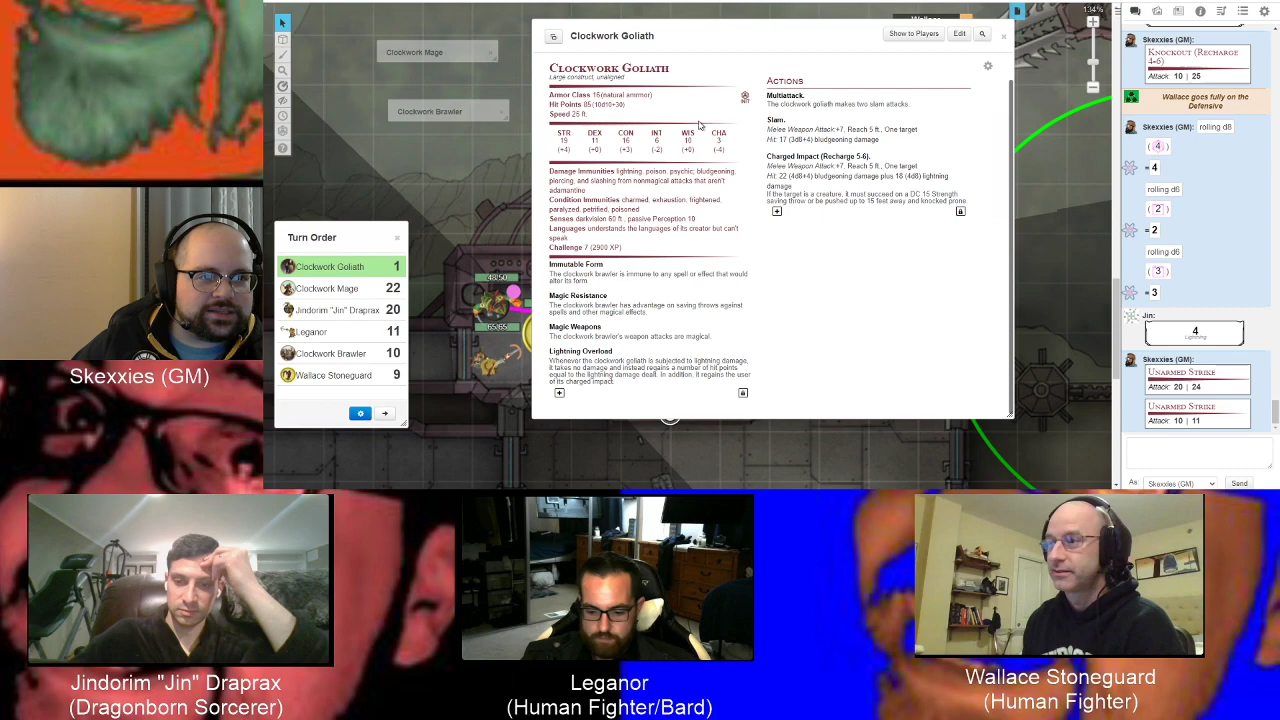 Clockwork Mage
Clockwork Brawler
Clockwork Goliath
Show to Players
Edit
134%
Clockwork Goliath
Large construct, unaligned
Armor Class 16(natural amrmor)
Hit Points 85(10d10+30)
Speed 25 ft.
INIT
STR DEX CON INT WIS CHA
19 11 16 6 10 3
(+4) (+0) (+3) (-2) (+0) (-4)
Damage Immunities lightning, poison, psychic; bludgeoning,
piercing, and slashing from nonmagical attacks that aren't
adamantino
Condition Immunities charmed, exhaustion, frightened,
paralyzed, petrified, poisoned
Senses darkvision 60 ft., passive Perception 10
Languages understands the languages of its creator but can't
speak
Challenge 7 (2900 XP)
Immutable Form
The clockwork brawler is immune to any spell or effect that would
alter its form.
Magic Resistance
The clockwork brawler has advantage on saving throws against
spells and other magical effects.
Magic Weapons
The clockwork brawler's weapon attacks are magical.
Lightning Overload
Whenever the clockwork goliath is subjected to lightning damage,
it takes no damage and instead regains a number of hit points
equal to the lightning damage dealt. In addition, it regains the user
of its charged impact.
Actions
Multiattack.
The clockwork goliath makes two slam attacks.
Slam.
Melee Weapon Attack:+7, Reach 5 ft., One target
Hit: 17 (3d8+4) bludgeoning damage
Charged Impact (Recharge 5-6).
Melee Weapon Attack:+7, Reach 5 ft., One target
Hit: 22 (4d8+4) bludgeoning damage plus 18 (4d8) lightning
damage
If the target is a creature, it must succeed on a DC 15 Strength
saving throw or be pushed up to 15 feet away and knocked prone.
Turn Order
Clockwork Goliath 1
Clockwork Mage 22
Jindorim "Jin" Draprax 20
Leganor 11
Clockwork Brawler 10
Wallace Stoneguard 9
48/50
65/65
Skexxies (GM):
Knockout (Recharge
4-6)
Attack: 10 | 25
Wallace goes fully on the
Defensive
Skexxies (GM): rolling d8
(4)
= 4
rolling d6
(2)
= 2
rolling d6
(3)
= 3
Jin:
4
Lightning
Skexxies (GM):
Unarmed Strike
Attack: 20 | 24
Unarmed Strike
Attack: 10 | 11
As: Skexxies (GM) Send
Skexxies (GM)
Jindorim "Jin" Draprax
(Dragonborn Sorcerer)
Leganor
(Human Fighter/Bard)
Wallace Stoneguard
(Human Fighter)